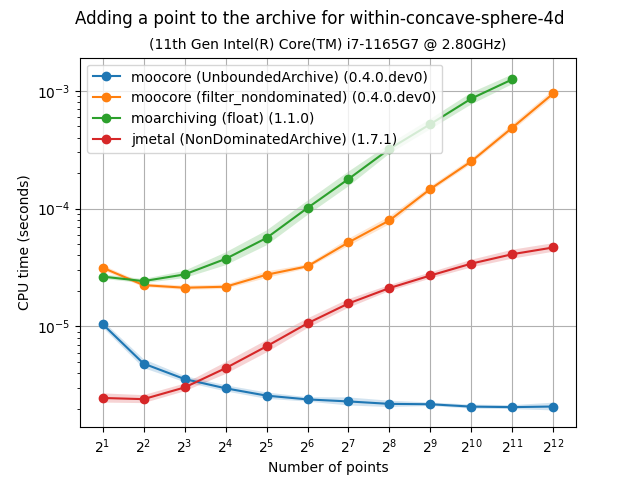 Adding a point to the archive for within-concave-sphere-4d
(11th Gen Intel(R) Core(TM) i7-1165G7 @ 2.80GHz)
moocore (UnboundedArchive) (0.4.0.dev0)
moocore (filter_nondominated) (0.4.0.dev0)
moarchiving (float) (1.1.0)
jmetal (NonDominatedArchive) (1.7.1)
CPU time (seconds)
10⁻³
10⁻⁴
10⁻⁵
2¹ 2² 2³ 2⁴ 2⁵ 2⁶ 2⁷ 2⁸ 2⁹ 2¹⁰ 2¹¹ 2¹²
Number of points